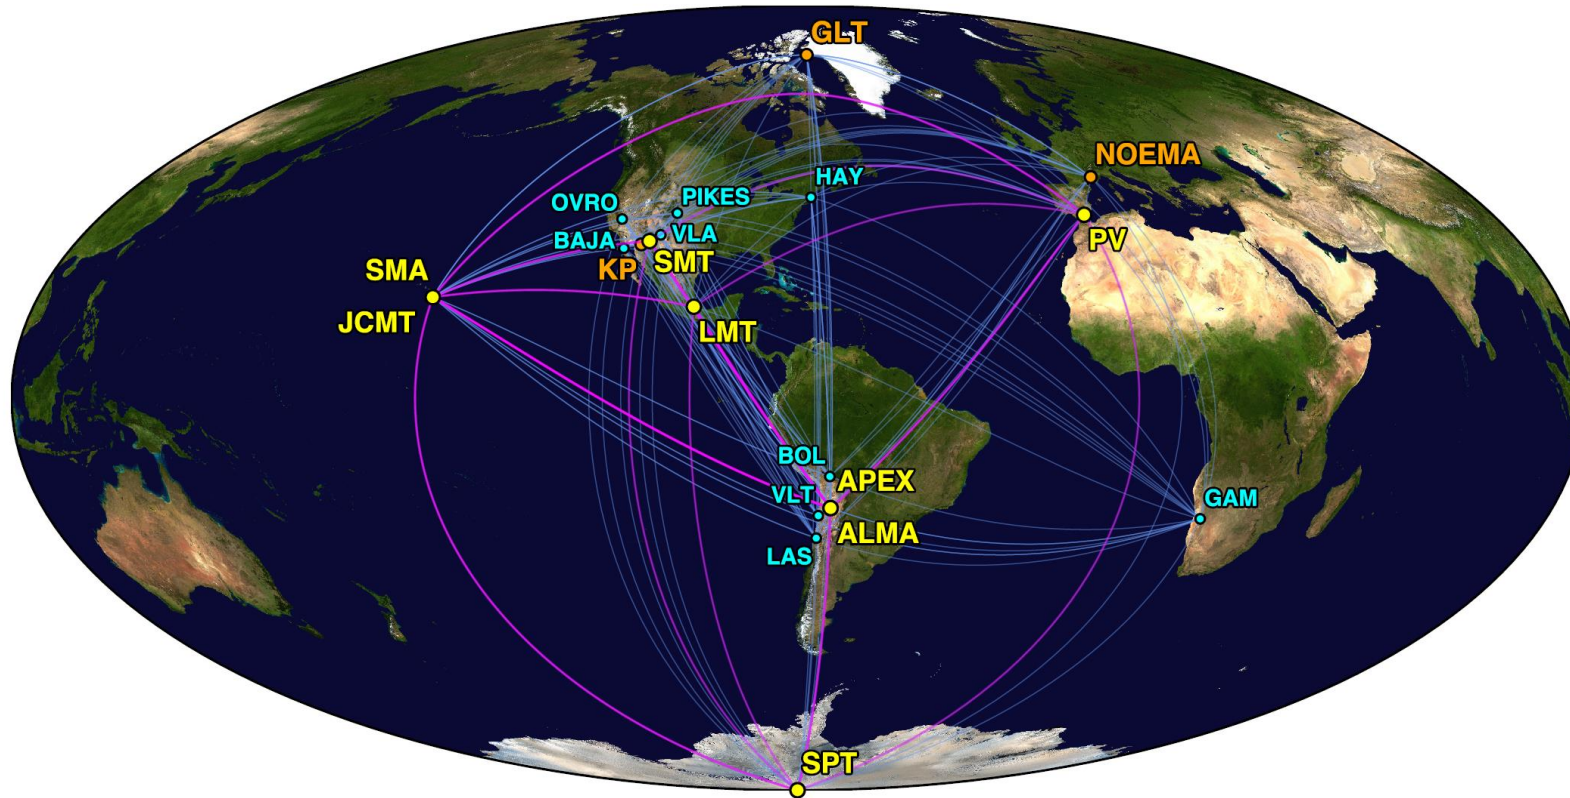 GLT
NOEMA
HAY
PIKES
OVRO
PV
VLA
BAJA
SMT
KP
SMA
JCMT
LMT
BOL
APEX
VLT
GAM
ALMA
LAS
SPT